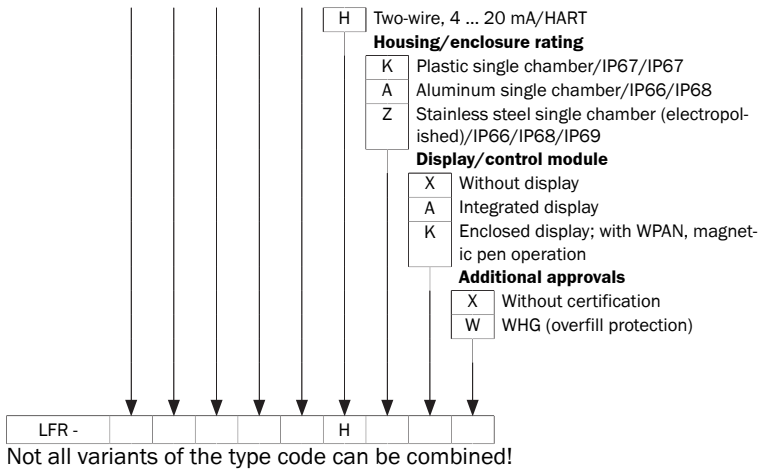 H Two-wire, 4 ... 20 mA/HART
Housing/enclosure rating
K Plastic single chamber/IP67/IP67
A Aluminum single chamber/IP66/IP68
Z Stainless steel single chamber (electropol-
ished)/IP66/IP68/IP69
Display/control module
X Without display
A Integrated display
K Enclosed display; with WPAN, magnet-
ic pen operation
Additional approvals
X Without certification
W WHG (overfill protection)
LFR - H
Not all variants of the type code can be combined!